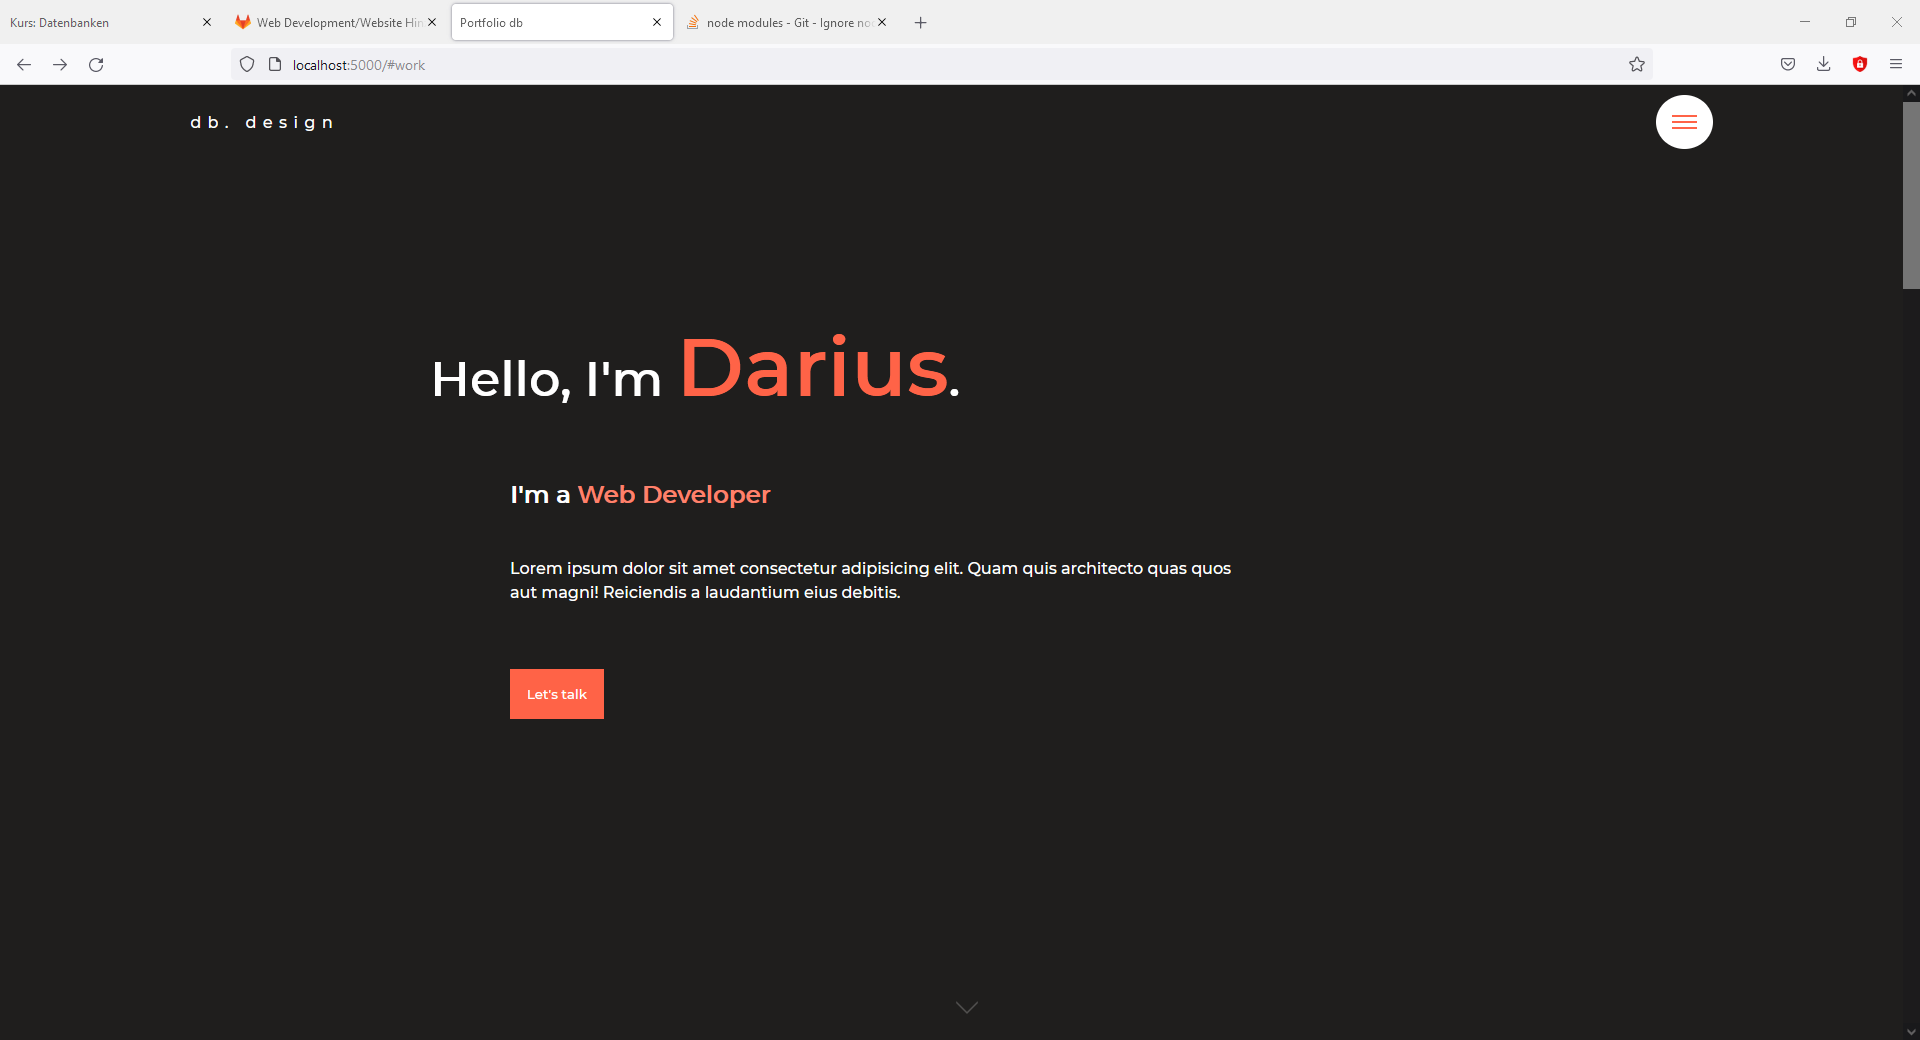 Kurs: Datenbanken
Web Development/Website Hin
Portfolio db
node modules - Git - Ignore no
localhost:5000/#work
db. design
Hello, I'm Darius.
I'm a Web Developer
Lorem ipsum dolor sit amet consectetur adipisicing elit. Quam quis architecto quas quos
aut magni! Reiciendis a laudantium eius debitis.
Let's talk